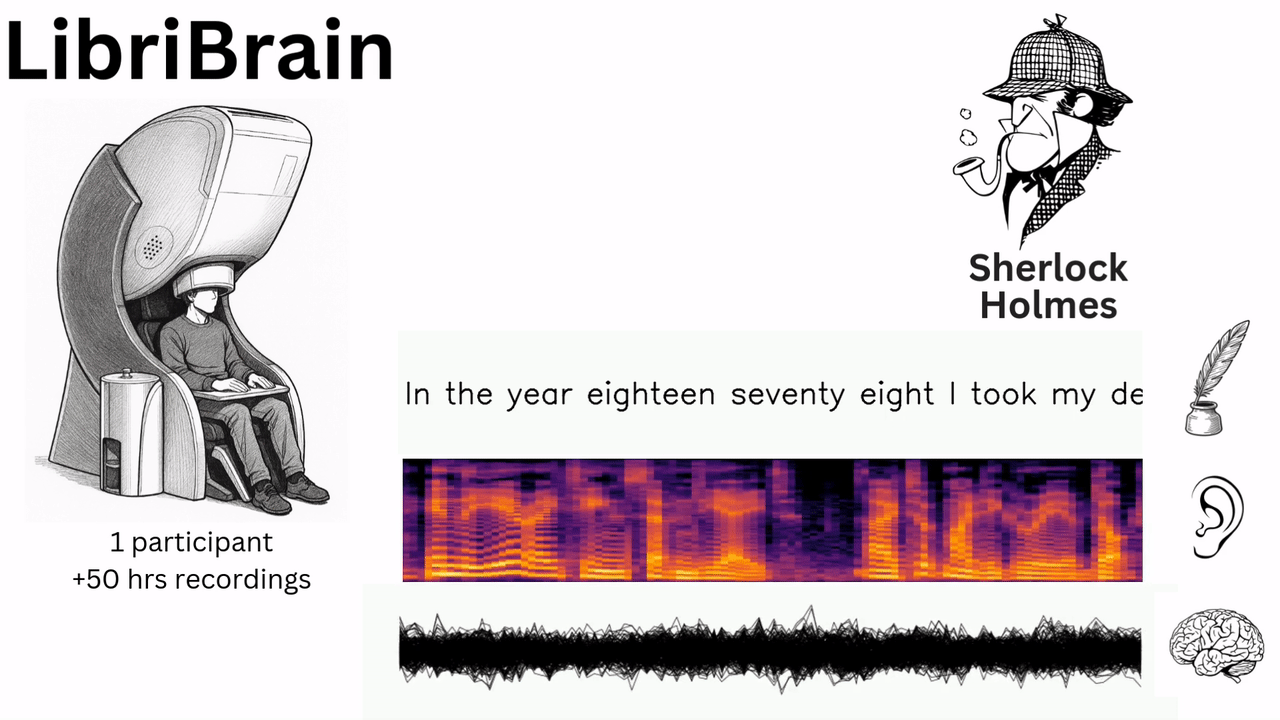 LibriBrain
Sherlock
Holmes
In the year eighteen seventy eight I took my de
1 participant
+50 hrs recordings